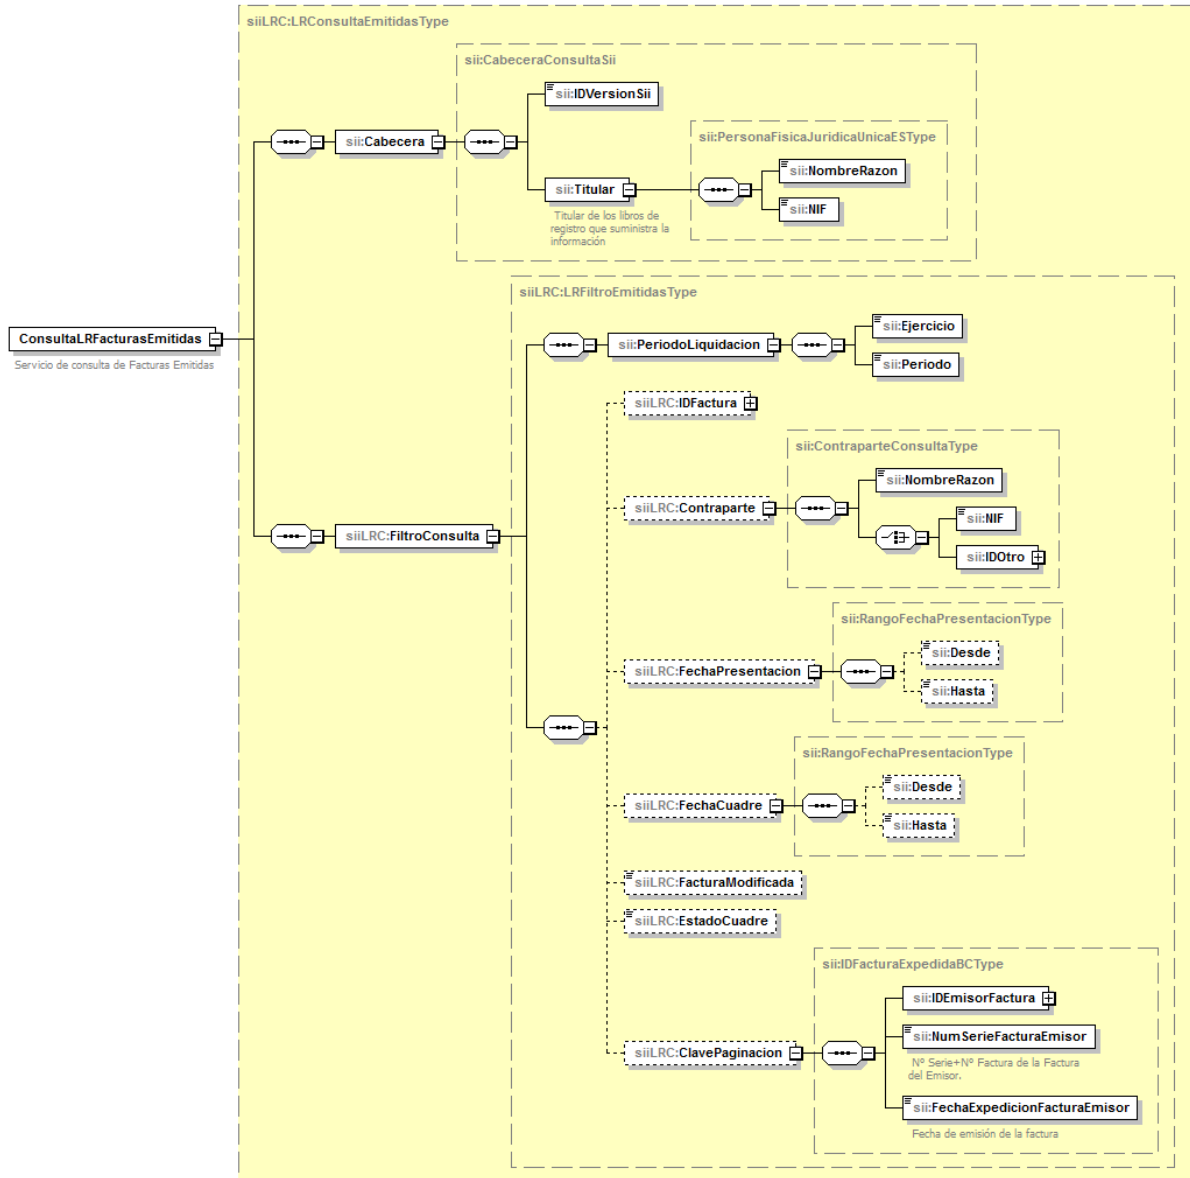 siiLRC:LRConsultaEmitidasType
sii:CabeceraConsultaSii
sii:IDVersionSii
sii:PersonaFisicaJuridicaUnicaESType
sii:Cabecera
sii:NombreRazon
sii:Titular
sii:NIF
Titular de los libros de
registro que suministra la
información
siiLRC:LRFiltroEmitidasType
ConsultaLRFacturasEmitidas
Servicio de consulta de Facturas Emitidas
sii:Ejercicio
sii:PeriodoLiquidacion
sii:Periodo
siiLRC:IDFactura
sii:ContraparteConsultaType
sii:NombreRazon
siiLRC:Contraparte
sii:NIF
siiLRC:FiltroConsulta
sii:IDOtro
sii:RangoFechaPresentacionType
sii:Desde
siiLRC:FechaPresentacion
sii:Hasta
sii:RangoFechaPresentacionType
sii:Desde
siiLRC:FechaCuadre
sii:Hasta
siiLRC:FacturaModificada
siiLRC:EstadoCuadre
sii:IDFacturaExpedidaBCType
sii:IDEmisorFactura
sii:NumSerieFacturaEmisor
siiLRC:ClavePaginacion
Nº Serie+Nº Factura de la Factura
del Emisor.
sii:FechaExpedicionFacturaEmisor
Fecha de emisión de la factura